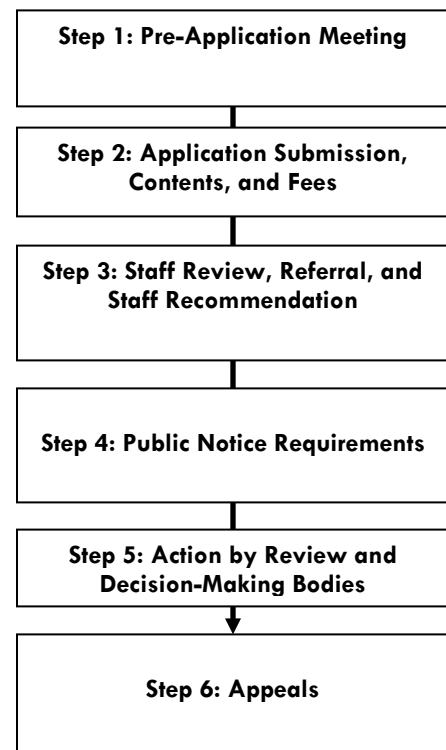 Step 1: Pre-Application Meeting
Step 2: Application Submission,
Contents, and Fees
Step 3: Staff Review, Referral, and
Staff Recommendation
Step 4: Public Notice Requirements
Step 5: Action by Review and
Decision-Making Bodies
Step 6: Appeals